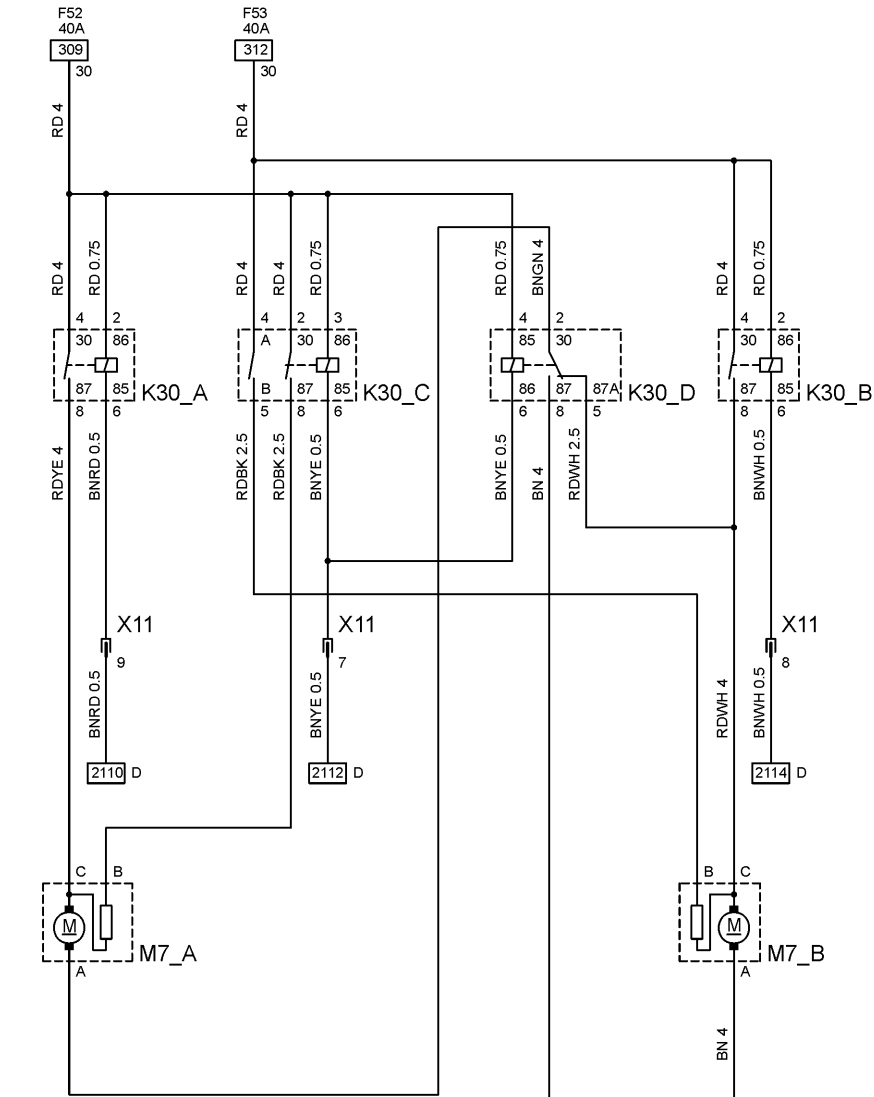 F52 F53
40A 40A
309 312
30 30
RD 4 RD 4
RD 4 RD 0.75 RD 4 RD 4 RD 0.75 RD 0.75 BNGN 4 RD 4 RD 0.75
4 2 4 2 3 4 2 4 2
30 86 A 30 86 85 30 30 86
87 85 B 87 85 86 87 87A 87 85
K30_A K30_C K30_D K30_B
8 6 5 8 6 6 8 5 8 6
RDYE 4 BNRD 0.5 RDBK 2.5 RDBK 2.5 BNYE 0.5 BNYE 0.5 BN 4 RDWH 2.5 BNWH 0.5
X11 X11 X11
9 7 8
BNRD 0.5 BNYE 0.5 RDWH 4 BNWH 0.5
2110 D 2112 D 2114 D
C B B C
M M
M7_A M7_B
A A
BN 4